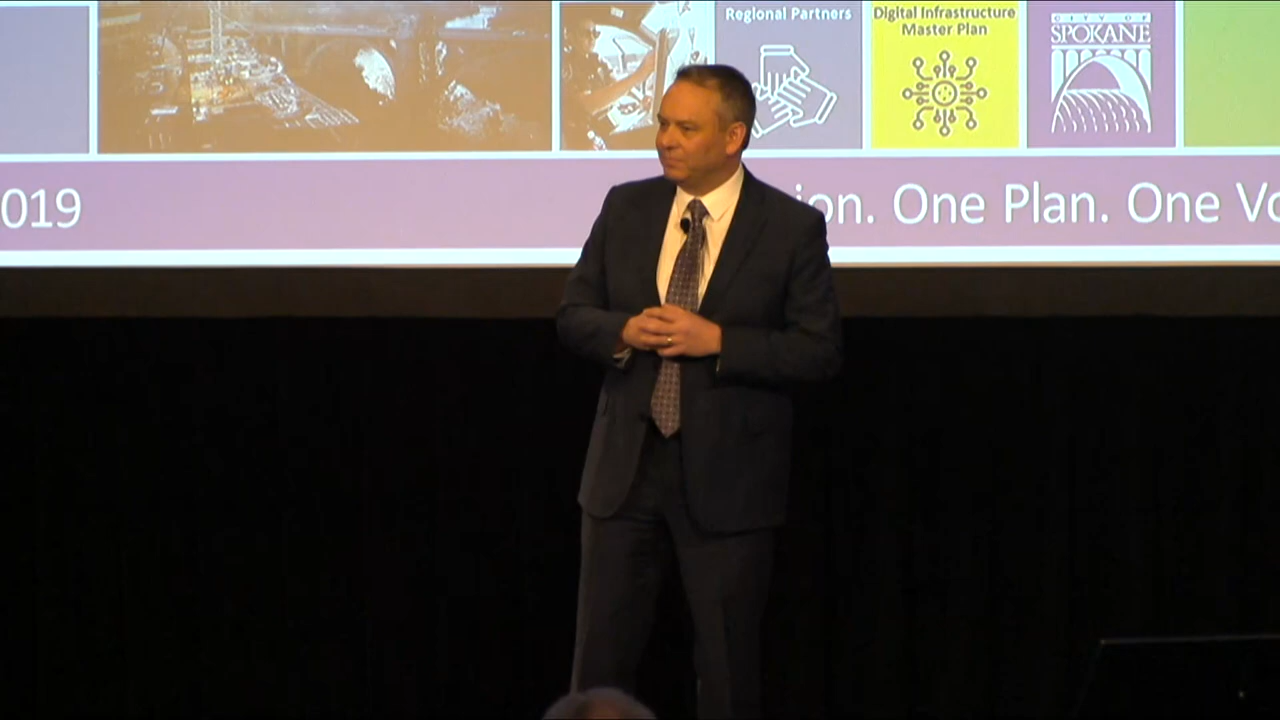 Regional Partners
Digital Infrastructure
Master Plan
CITY OF
SPOKANE
019
ion. One Plan. One Vo